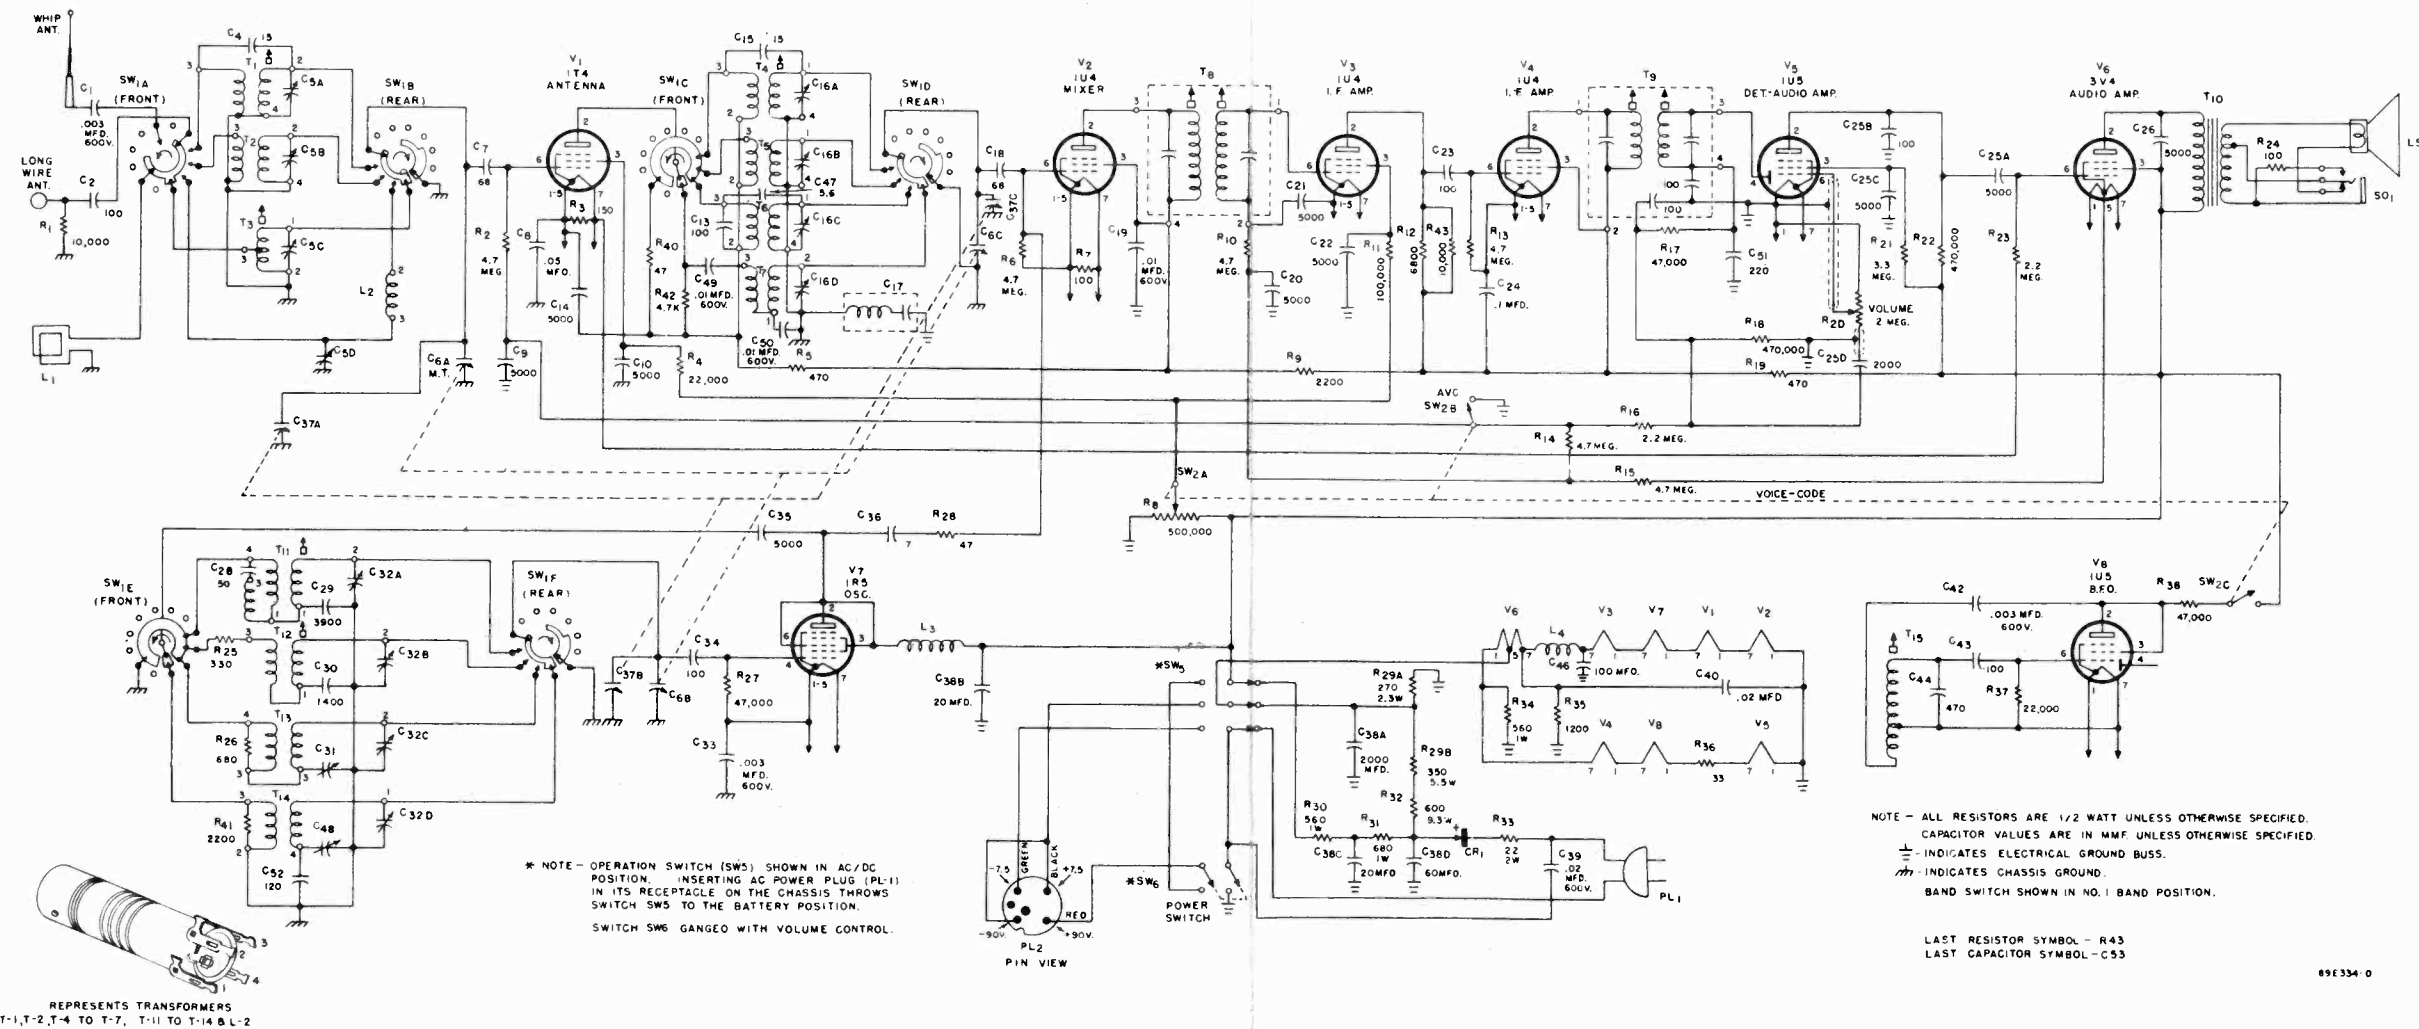 WHIP
ANT.
C1
.003
MFD.
600V.
LONG
WIRE
ANT.
R1
10,000
C2
100
L1
SW1A
(FRONT)
C4 15
T1
C5A
T2
C5B
T3
C5C
C5D
L2
SW1B
(REAR)
C6A
M.T.
C37A
C7
68
R2
4.7
MEG
C9
5000
V1
1T4
ANTENNA
R3
150
C8
.05
MFD.
C14
5000
C10
5000
R4
22,000
SW1C
(FRONT)
R40
47
R42
4.7K
C15 15
T4
C16A
T5
C16B
C47
5.6
T6
C13
100
C16C
C49
.01MFD.
600V.
T7
C16D
C17
C50
.01 MFD.
600V.
R5
470
SW1D
(REAR)
C18
68
C37C
C6C
R6
4.7
MEG.
V2
1U4
MIXER
R7
100
C19
.01
MFD.
600V.
T8
R10
4.7
MEG.
C20
5000
C21
5000
V3
1U4
I.F. AMP.
C22
5000
R11
100,000
R12
6800
R43
10,000
C23
100
R13
4.7
MEG.
C24
.1 MFD.
V4
1U4
I.F AMP.
T9
100
100
R17
47,000
C51
220
V5
1U5
DET.-AUDIO AMP.
C25B
100
C25C
5000
R21
3.3
MEG.
R22
470,000
VOLUME
R20
2 MEG.
R18
470,000
C25D
2000
R19
470
C25A
5000
R23
2.2
MEG.
V6
3V4
AUDIO AMP.
C26
5000
T10
R24
100
SO1
R9
2200
AVC
SW2B
R16
2.2 MEG.
R14
4.7 MEG.
R15
4.7 MEG.
SW2A
VOICE-CODE
R8
500,000
SW1E
(FRONT)
C28
50
T11
C29
3900
C32A
T12
R25
330
C30
1400
C32B
T13
R26
680
C31
C32C
T14
R41
2200
C48
C32D
C52
120
SW1F
(REAR)
C37B
C6B
C34
100
R27
47,000
C33
.003
MFD.
600V.
C35
5000
C36
7
R28
47
V7
1R5
OSC.
L3
C38B
20 MFD.
*SW5
*SW6
POWER
SWITCH
GREEN
BLACK
RED
-7.5
+7.5
-90V.
+90V.
PL2
PIN VIEW
R29A
270
2.3W
C38A
2000
MFD.
R29B
350
5.5W
R32
600
9.3W
R30
560
1W
C38C
20MFD
R31
680
1W
C38D
60MFD.
CR1
R33
22
2W
C39
.02
MFD.
600V.
PL1
V6
L4
V3
V7
V1
V2
C46
100 MFD.
C40
.02 MFD
R34
560
1W
R35
1200
V4
V8
R36
33
V5
C42
.003 MFD.
600V.
T15
C43
100
C44
470
R37
22,000
V8
1U5
B.F.O.
R38
47,000
SW2C
* NOTE - OPERATION SWITCH (SW5) SHOWN IN AC/DC
POSITION. INSERTING AC POWER PLUG (PL-1)
IN ITS RECEPTACLE ON THE CHASSIS THROWS
SWITCH SW5 TO THE BATTERY POSITION.
SWITCH SW6 GANGED WITH VOLUME CONTROL.
NOTE - ALL RESISTORS ARE 1/2 WATT UNLESS OTHERWISE SPECIFIED.
CAPACITOR VALUES ARE IN MMF. UNLESS OTHERWISE SPECIFIED.
- INDICATES ELECTRICAL GROUND BUSS.
- INDICATES CHASSIS GROUND.
BAND SWITCH SHOWN IN NO. 1 BAND POSITION.
LAST RESISTOR SYMBOL - R43
LAST CAPACITOR SYMBOL - C53
89E334-D
REPRESENTS TRANSFORMERS
T-1,T-2,T-4 TO T-7, T-11 TO T-14 & L-2